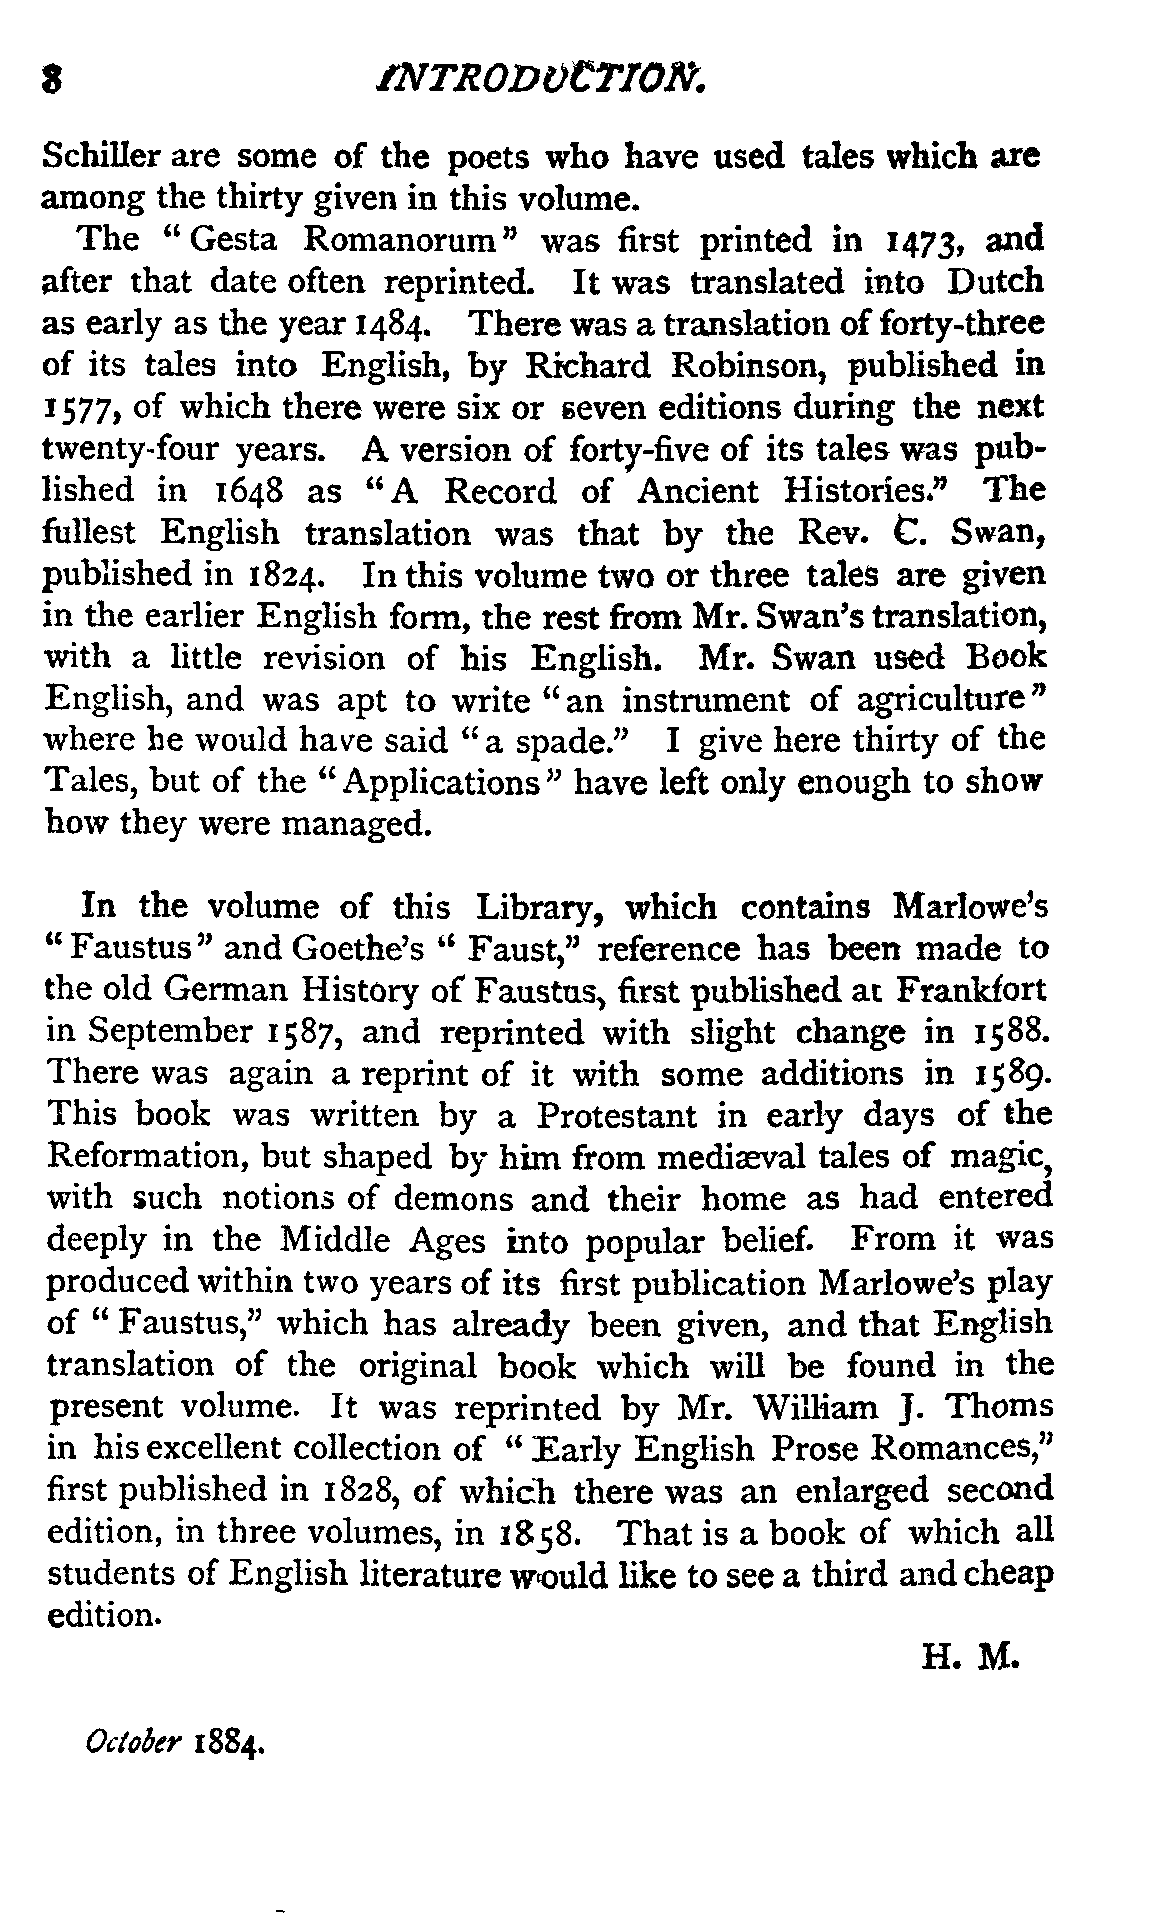 8 INTRODUCTION.
Schiller are some of the poets who have used tales which are
among the thirty given in this volume.
The “Gesta Romanorum” was first printed in 1473, and
after that date often reprinted. It was translated into Dutch
as early as the year 1484. There was a translation of forty-three
of its tales into English, by Richard Robinson, published in
1577, of which there were six or seven editions during the next
twenty-four years. A version of forty-five of its tales was pub-
lished in 1648 as “A Record of Ancient Histories.” The
fullest English translation was that by the Rev. C. Swan,
published in 1824. In this volume two or three tales are given
in the earlier English form, the rest from Mr. Swan's translation,
with a little revision of his English. Mr. Swan used Book
English, and was apt to write “an instrument of agriculture”
where he would have said “a spade.” I give here thirty of the
Tales, but of the “Applications” have left only enough to show
how they were managed.
In the volume of this Library, which contains Marlowe's
“Faustus” and Goethe's “Faust,” reference has been made to
the old German History of Faustus, first published at Frankfort
in September 1587, and reprinted with slight change in 1588.
There was again a reprint of it with some additions in 1589.
This book was written by a Protestant in early days of the
Reformation, but shaped by him from mediæval tales of magic,
with such notions of demons and their home as had entered
deeply in the Middle Ages into popular belief. From it was
produced within two years of its first publication Marlowe's play
of “Faustus,” which has already been given, and that English
translation of the original book which will be found in the
present volume. It was reprinted by Mr. William J. Thoms
in his excellent collection of “Early English Prose Romances,”
first published in 1828, of which there was an enlarged second
edition, in three volumes, in 1858. That is a book of which all
students of English literature would like to see a third and cheap
edition.
H. M.
October 1884.